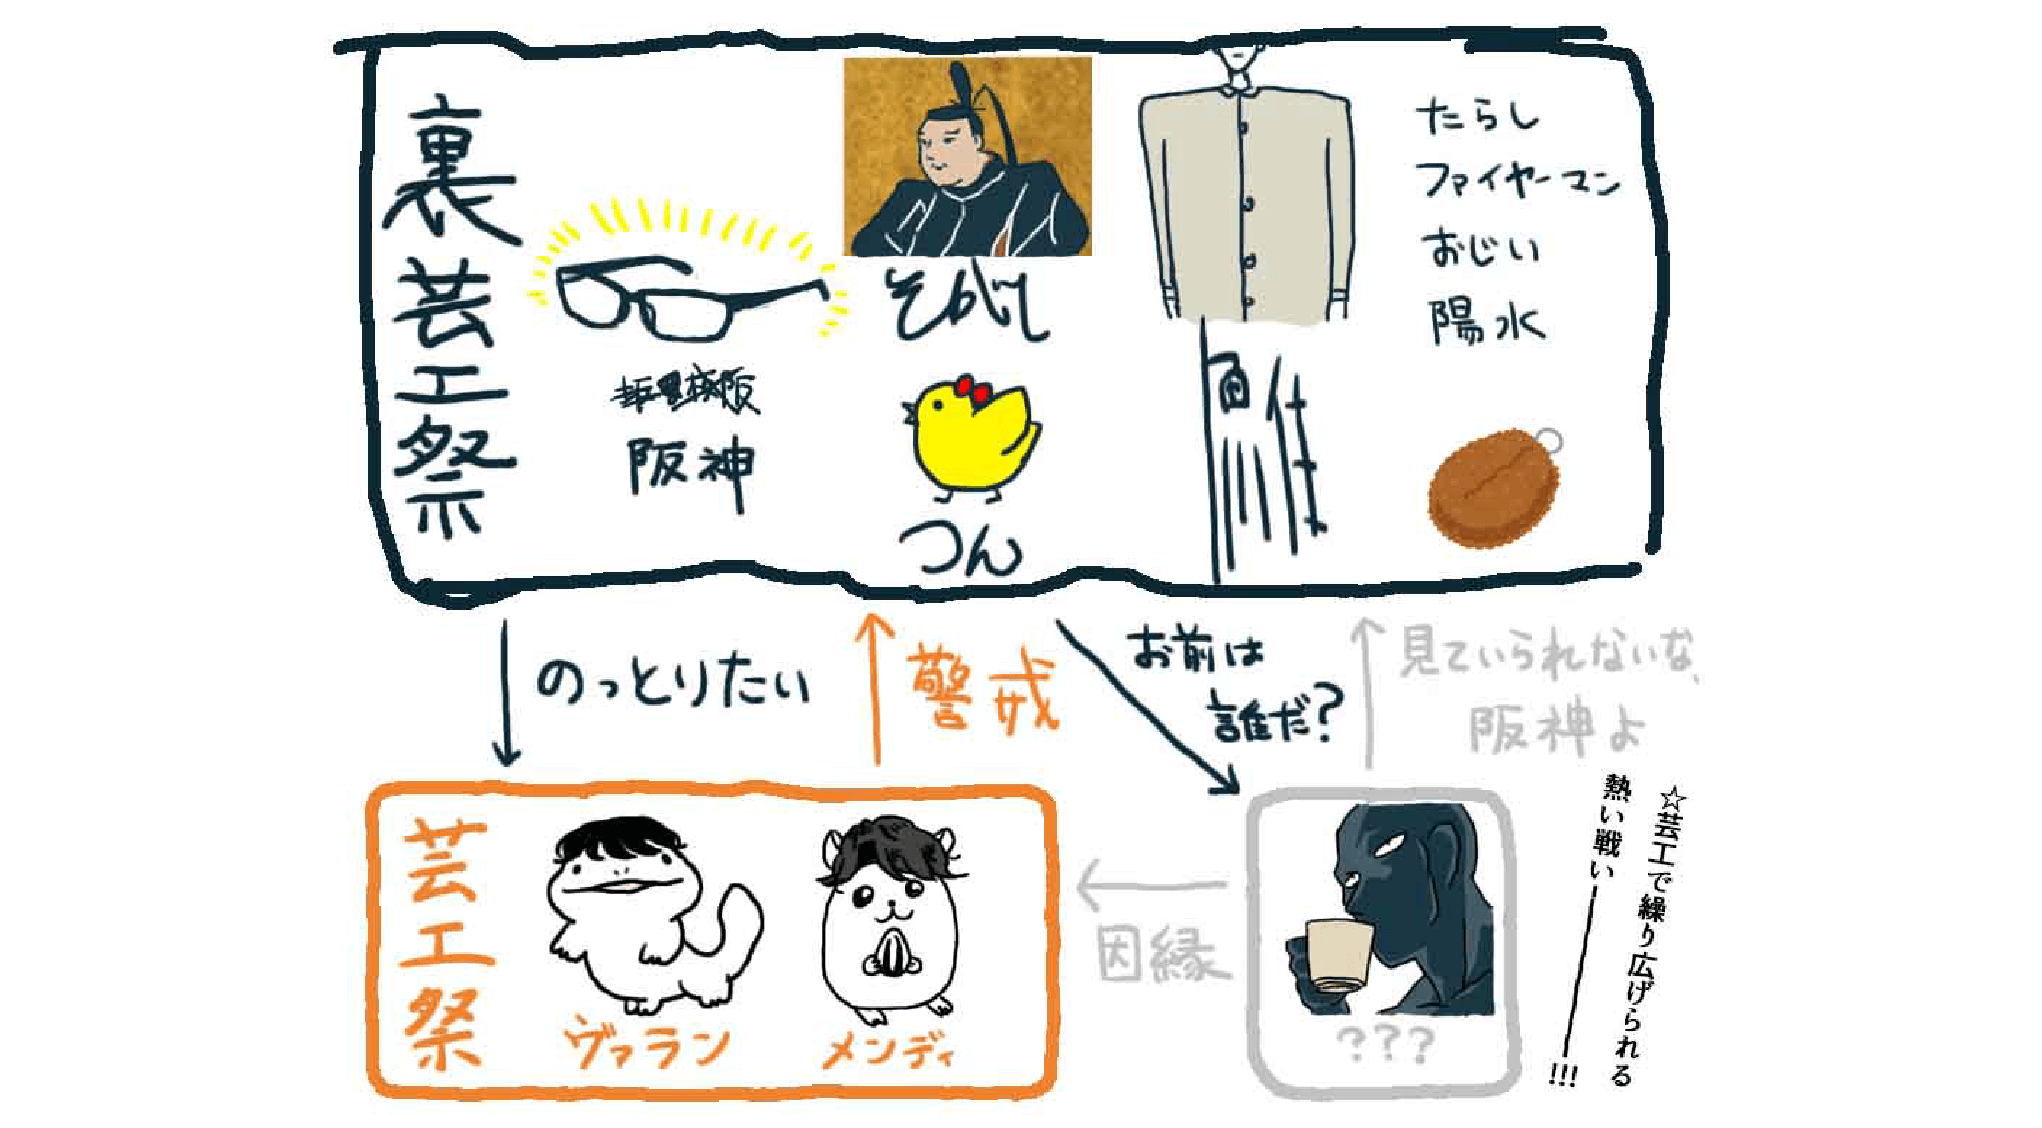 裏芸工祭
阪神
そがし
つん
たらし
ファイヤーマン
おじい
陽水
のっとりたい
警戒
お前は
誰だ？
見ていられないな、
阪神よ
芸工祭
ヴァラン
メンディ
因縁
???
☆芸工で繰り広げられる
熱い戦い――!!!